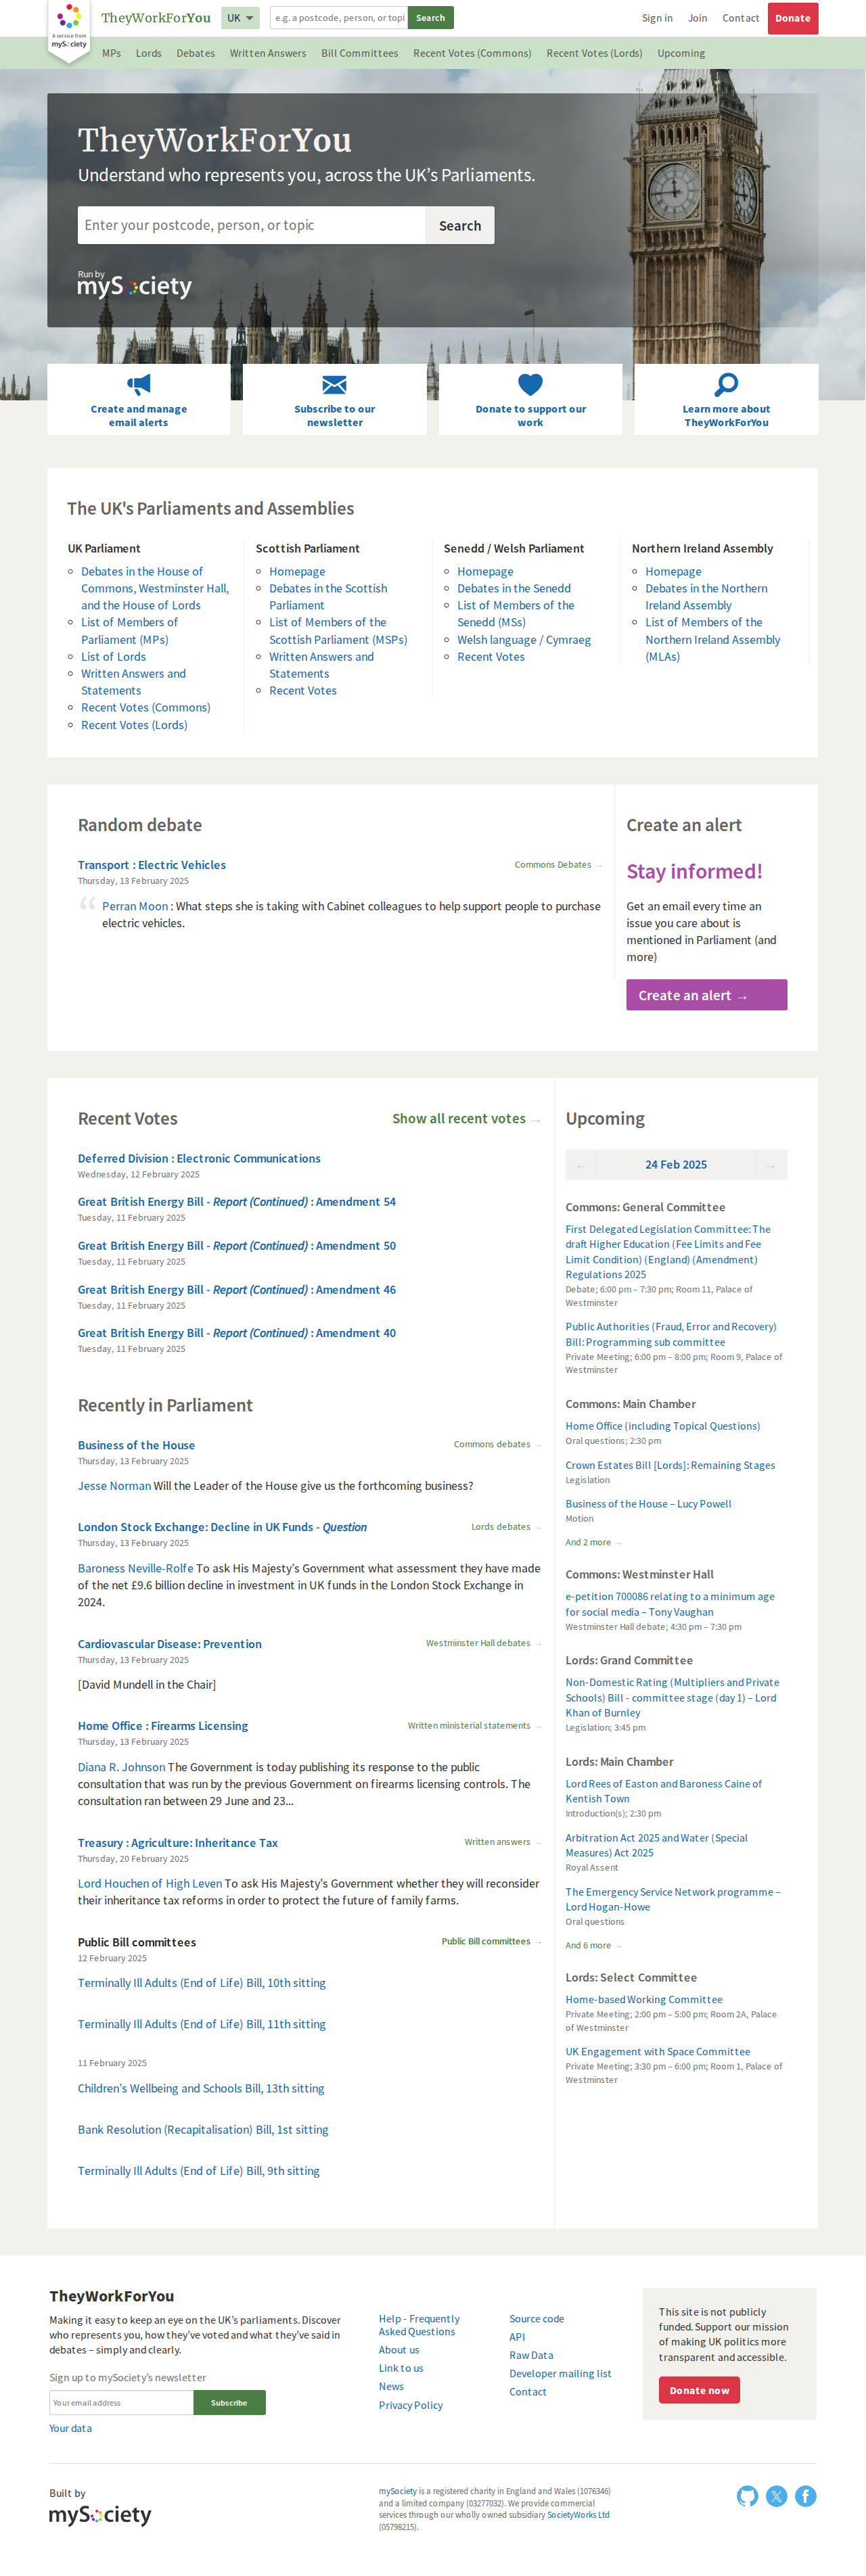 A service from
mySociety
TheyWorkForYou
UK
e.g. a postcode, person, or topi
Search
Sign in
Join
Contact
Donate
MPs
Lords
Debates
Written Answers
Bill Committees
Recent Votes (Commons)
Recent Votes (Lords)
Upcoming
TheyWorkForYou
Understand who represents you, across the UK’s Parliaments.
Enter your postcode, person, or topic
Search
Run by
mySociety
Create and manage
email alerts
Subscribe to our
newsletter
Donate to support our
work
Learn more about
TheyWorkForYou
The UK's Parliaments and Assemblies
UK Parliament
Debates in the House of
Commons, Westminster Hall,
and the House of Lords
List of Members of
Parliament (MPs)
List of Lords
Written Answers and
Statements
Recent Votes (Commons)
Recent Votes (Lords)
Scottish Parliament
Homepage
Debates in the Scottish
Parliament
List of Members of the
Scottish Parliament (MSPs)
Written Answers and
Statements
Recent Votes
Senedd / Welsh Parliament
Homepage
Debates in the Senedd
List of Members of the
Senedd (MSs)
Welsh language / Cymraeg
Recent Votes
Northern Ireland Assembly
Homepage
Debates in the Northern
Ireland Assembly
List of Members of the
Northern Ireland Assembly
(MLAs)
Random debate
Transport : Electric Vehicles
Commons Debates →
Thursday, 13 February 2025
“ Perran Moon : What steps she is taking with Cabinet colleagues to help support people to purchase
electric vehicles.
Create an alert
Stay informed!
Get an email every time an
issue you care about is
mentioned in Parliament (and
more)
Create an alert →
Recent Votes
Show all recent votes →
Deferred Division : Electronic Communications
Wednesday, 12 February 2025
Great British Energy Bill - Report (Continued) : Amendment 54
Tuesday, 11 February 2025
Great British Energy Bill - Report (Continued) : Amendment 50
Tuesday, 11 February 2025
Great British Energy Bill - Report (Continued) : Amendment 46
Tuesday, 11 February 2025
Great British Energy Bill - Report (Continued) : Amendment 40
Tuesday, 11 February 2025
Recently in Parliament
Business of the House
Commons debates →
Thursday, 13 February 2025
Jesse Norman Will the Leader of the House give us the forthcoming business?
London Stock Exchange: Decline in UK Funds - Question
Lords debates →
Thursday, 13 February 2025
Baroness Neville-Rolfe To ask His Majesty’s Government what assessment they have made
of the net £9.6 billion decline in investment in UK funds in the London Stock Exchange in
2024.
Cardiovascular Disease: Prevention
Westminster Hall debates →
Thursday, 13 February 2025
[David Mundell in the Chair]
Home Office : Firearms Licensing
Written ministerial statements →
Thursday, 13 February 2025
Diana R. Johnson The Government is today publishing its response to the public
consultation that was run by the previous Government on firearms licensing controls. The
consultation ran between 29 June and 23...
Treasury : Agriculture: Inheritance Tax
Written answers →
Thursday, 20 February 2025
Lord Houchen of High Leven To ask His Majesty's Government whether they will reconsider
their inheritance tax reforms in order to protect the future of family farms.
Public Bill committees
Public Bill committees →
12 February 2025
Terminally Ill Adults (End of Life) Bill, 10th sitting
Terminally Ill Adults (End of Life) Bill, 11th sitting
11 February 2025
Children’s Wellbeing and Schools Bill, 13th sitting
Bank Resolution (Recapitalisation) Bill, 1st sitting
Terminally Ill Adults (End of Life) Bill, 9th sitting
Upcoming
← 24 Feb 2025 →
Commons: General Committee
First Delegated Legislation Committee: The
draft Higher Education (Fee Limits and Fee
Limit Condition) (England) (Amendment)
Regulations 2025
Debate; 6:00 pm – 7:30 pm; Room 11, Palace of
Westminster
Public Authorities (Fraud, Error and Recovery)
Bill: Programming sub committee
Private Meeting; 6:00 pm – 8:00 pm; Room 9, Palace of
Westminster
Commons: Main Chamber
Home Office (including Topical Questions)
Oral questions; 2:30 pm
Crown Estates Bill [Lords]: Remaining Stages
Legislation
Business of the House – Lucy Powell
Motion
And 2 more →
Commons: Westminster Hall
e-petition 700086 relating to a minimum age
for social media – Tony Vaughan
Westminster Hall debate; 4:30 pm – 7:30 pm
Lords: Grand Committee
Non-Domestic Rating (Multipliers and Private
Schools) Bill - committee stage (day 1) – Lord
Khan of Burnley
Legislation; 3:45 pm
Lords: Main Chamber
Lord Rees of Easton and Baroness Caine of
Kentish Town
Introduction(s); 2:30 pm
Arbitration Act 2025 and Water (Special
Measures) Act 2025
Royal Assent
The Emergency Service Network programme –
Lord Hogan-Howe
Oral questions
And 6 more →
Lords: Select Committee
Home-based Working Committee
Private Meeting; 2:00 pm – 5:00 pm; Room 2A, Palace
of Westminster
UK Engagement with Space Committee
Private Meeting; 3:30 pm – 6:00 pm; Room 1, Palace of
Westminster
TheyWorkForYou
Making it easy to keep an eye on the UK’s parliaments. Discover
who represents you, how they’ve voted and what they’ve said in
debates – simply and clearly.
Sign up to mySociety’s newsletter
Your email address
Subscribe
Your data
Help - Frequently
Asked Questions
About us
Link to us
News
Privacy Policy
Source code
API
Raw Data
Developer mailing list
Contact
This site is not publicly
funded. Support our mission
of making UK politics more
transparent and accessible.
Donate now
Built by
mySociety
mySociety is a registered charity in England and Wales (1076346)
and a limited company (03277032). We provide commercial
services through our wholly owned subsidiary SocietyWorks Ltd
(05798215).